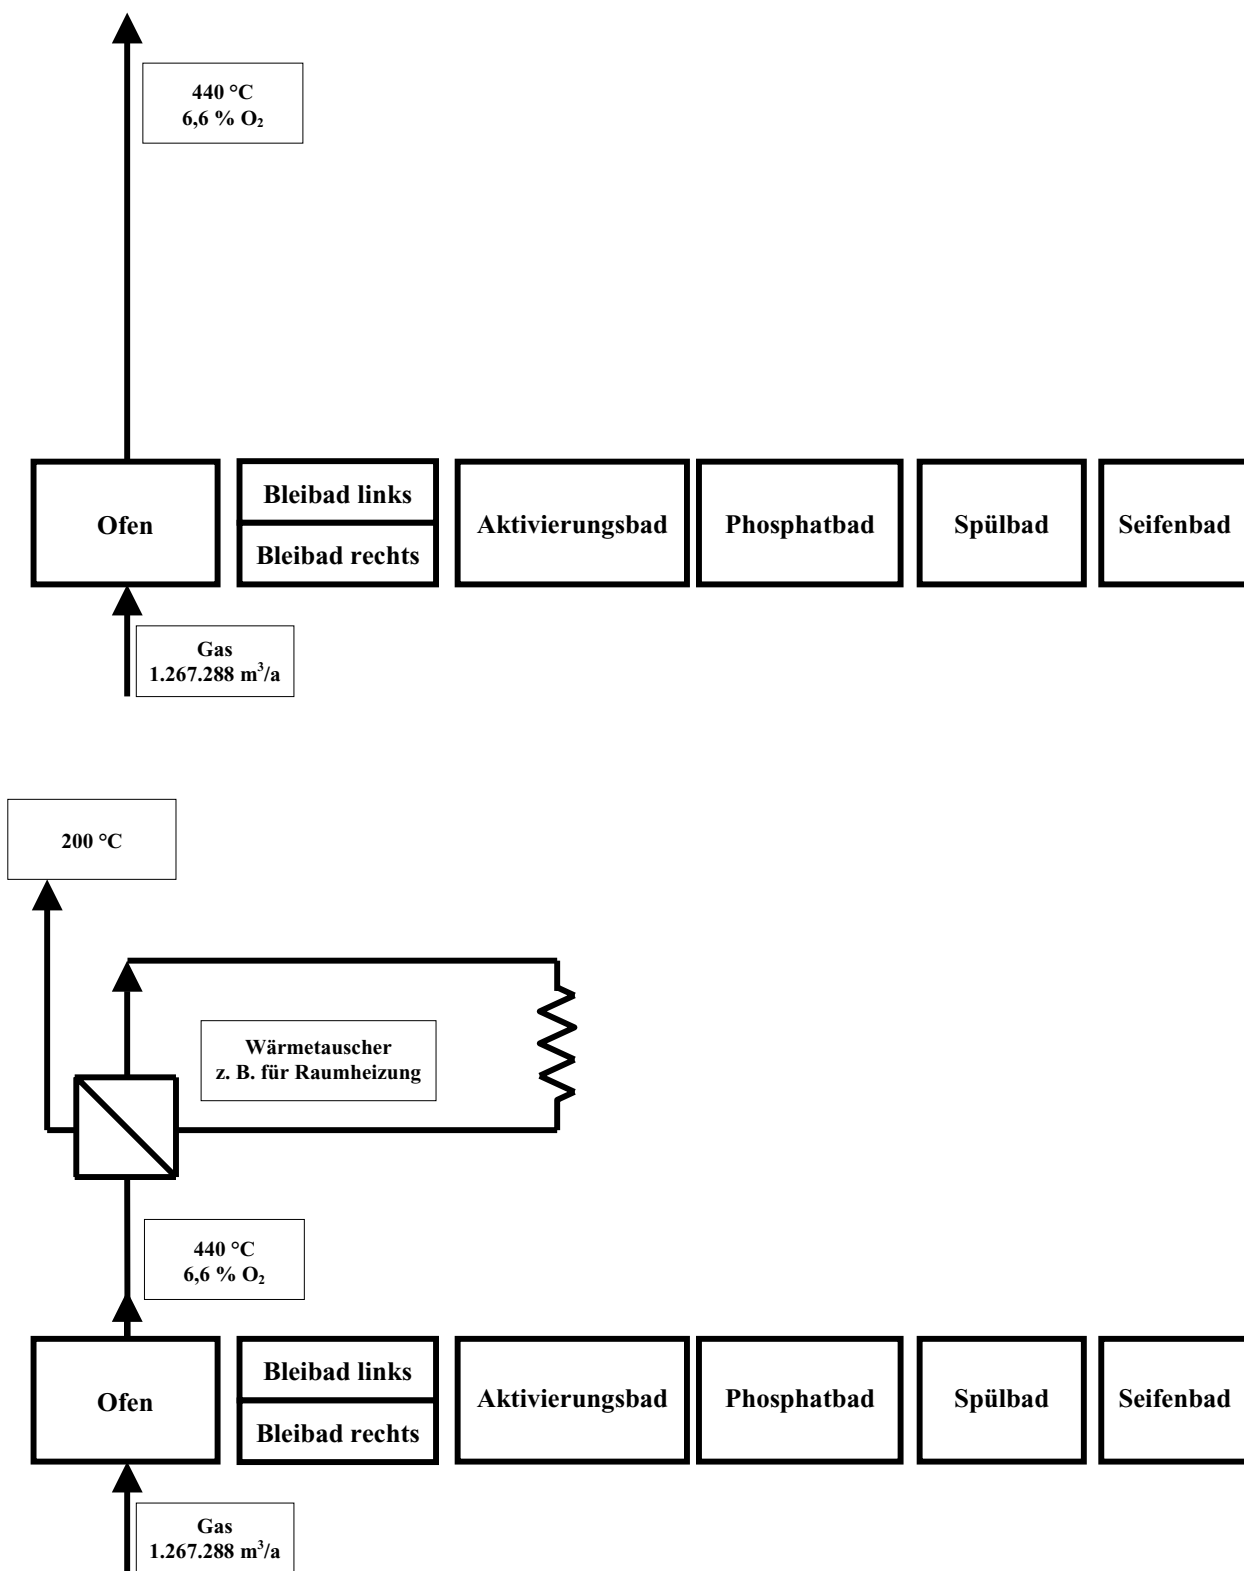 440 °C
6,6 % O₂
Ofen
Bleibad links
Bleibad rechts
Aktivierungsbad
Phosphatbad
Spülbad
Seifenbad
Gas
1.267.288 m³/a
200 °C
Wärmetauscher
z. B. für Raumheizung
440 °C
6,6 % O₂
Ofen
Bleibad links
Bleibad rechts
Aktivierungsbad
Phosphatbad
Spülbad
Seifenbad
Gas
1.267.288 m³/a